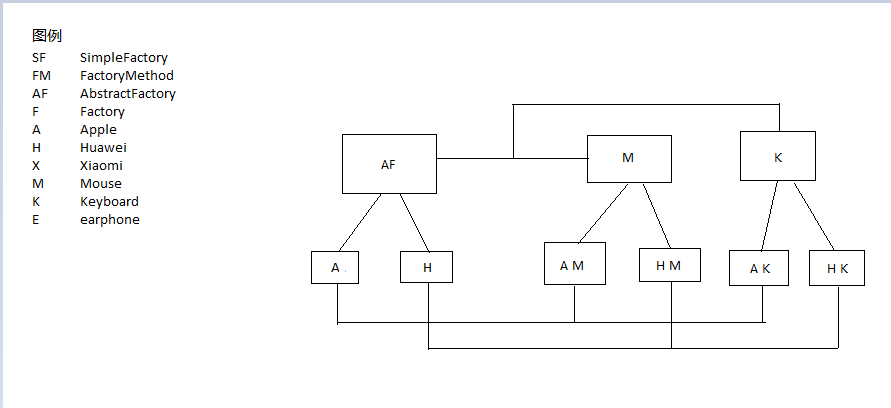 图例
SF SimpleFactory
FM FactoryMethod
AF AbstractFactory
F Factory
A Apple
H Huawei
X Xiaomi
M Mouse
K Keyboard
E earphone
AF M K
A H A M H M A K H K